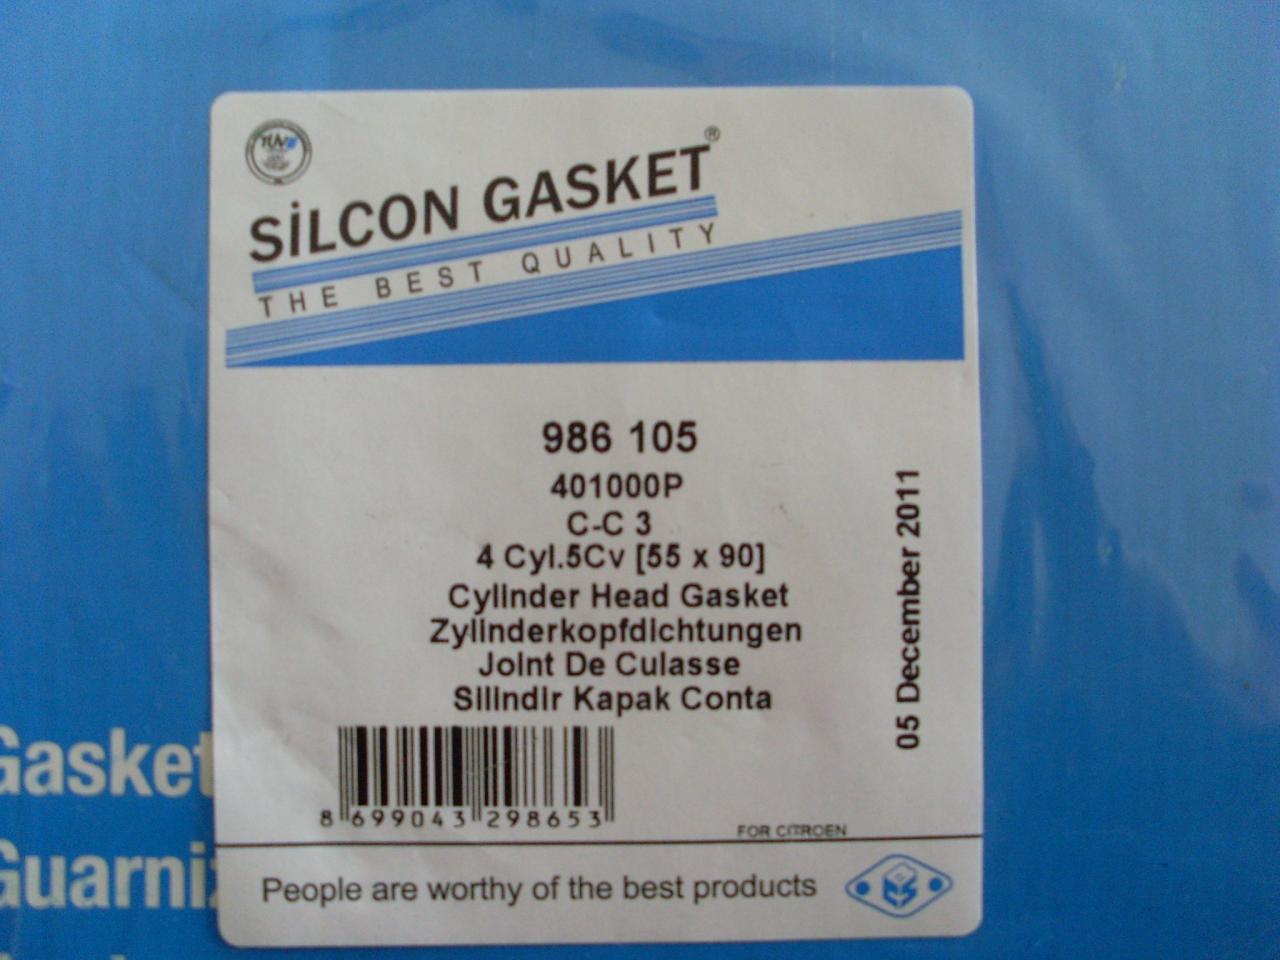 TÜV
SİLCON GASKET®
THE BEST QUALITY
986 105
401000P
C-C 3
4 Cyl.5Cv [55 x 90]
Cylinder Head Gasket
Zylinderkopfdichtungen
Joint De Culasse
Silindir Kapak Conta
05 December 2011
8 699043 298653
FOR CITROEN
People are worthy of the best products
Gasket
Guarniz